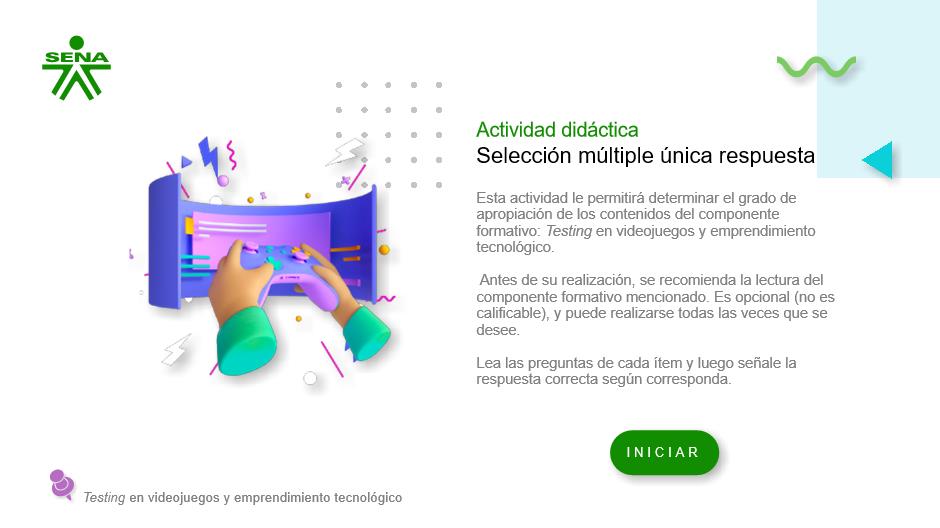 SENA
Actividad didáctica
Selección múltiple única respuesta
Esta actividad le permitirá determinar el grado de
apropiación de los contenidos del componente
formativo: Testing en videojuegos y emprendimiento
tecnológico.
Antes de su realización, se recomienda la lectura del
componente formativo mencionado. Es opcional (no es
calificable), y puede realizarse todas las veces que se
desee.
Lea las preguntas de cada ítem y luego señale la
respuesta correcta según corresponda.
INICIAR
Testing en videojuegos y emprendimiento tecnológico